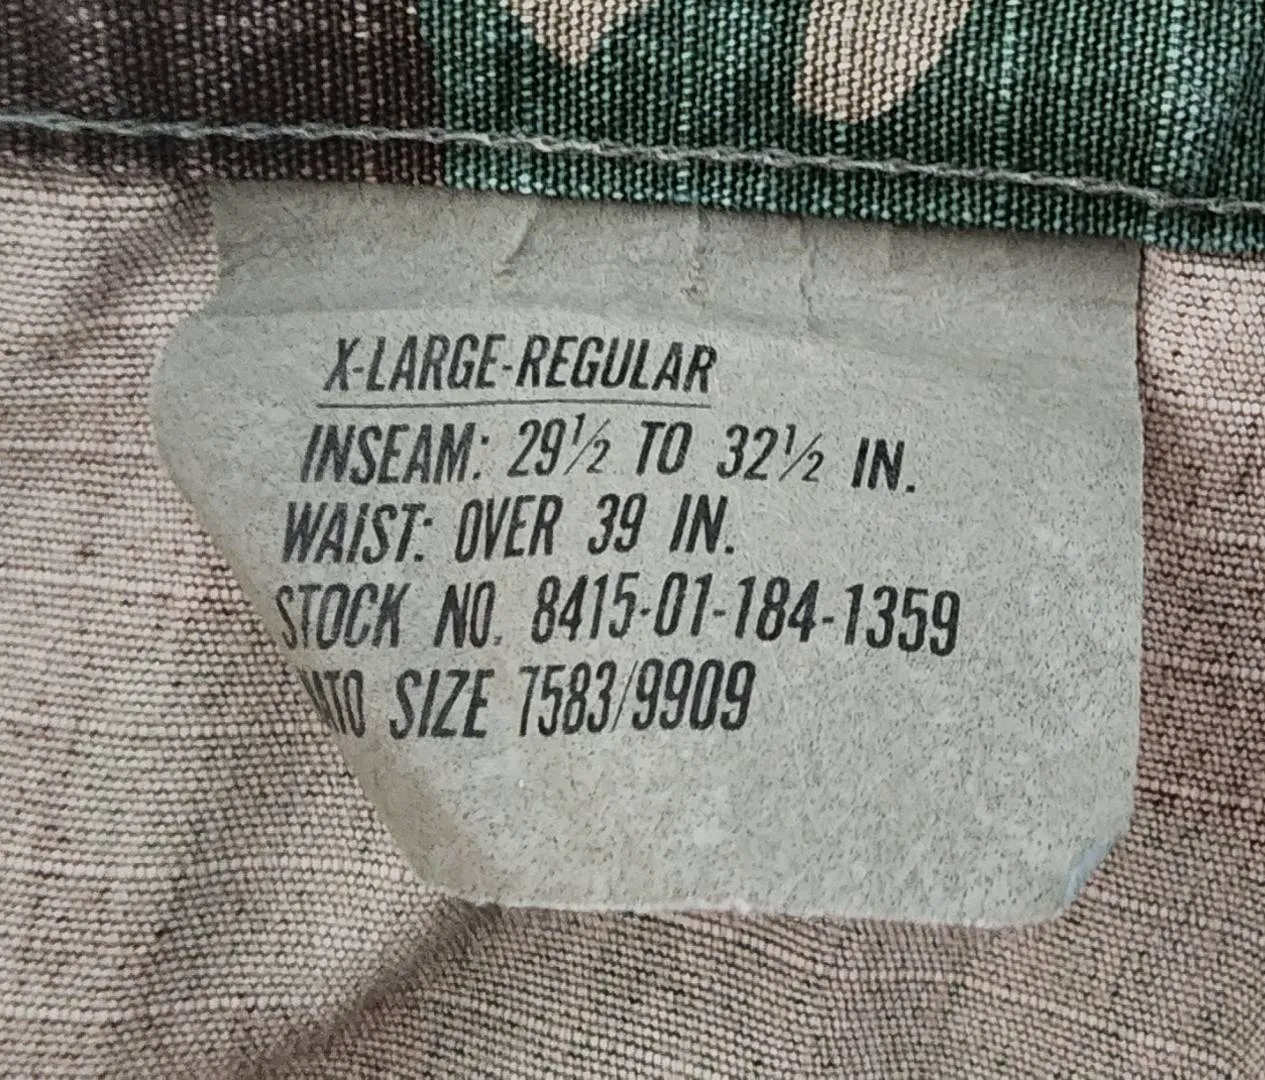 X-LARGE-REGULAR
INSEAM: 29½ TO 32½ IN.
WAIST: OVER 39 IN.
STOCK NO. 8415-01-184-1359
NATO SIZE 7583/9909